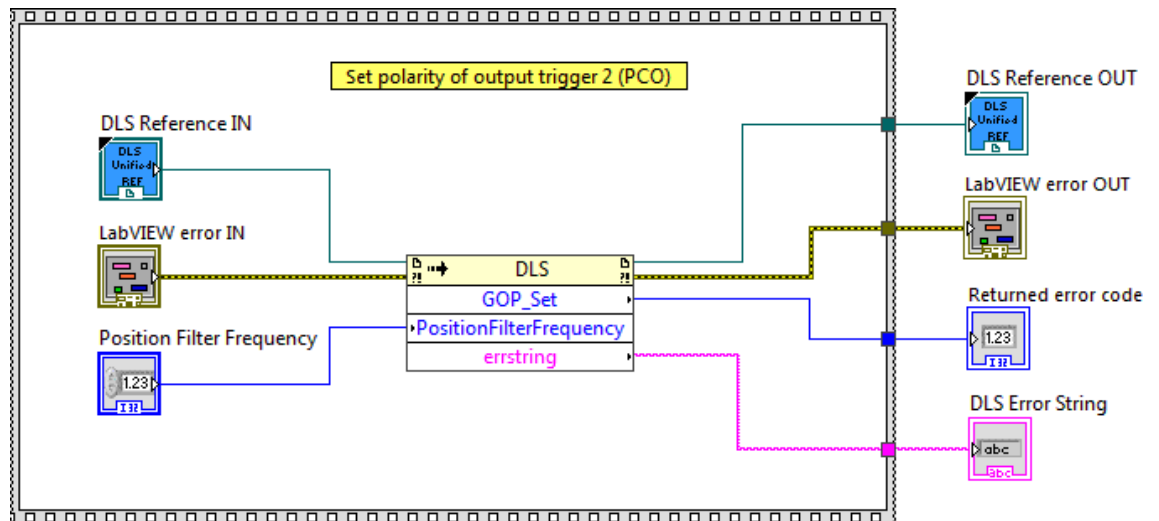 Set polarity of output trigger 2 (PCO)
DLS Reference IN
DLS
Unified
REF
LabVIEW error IN
?!
Position Filter Frequency
1.23
I32
DLS
?!
?!
GOP_Set
PositionFilterFrequency
errstring
DLS Reference OUT
DLS
Unified
REF
LabVIEW error OUT
?!
Returned error code
1.23
I32
DLS Error String
abc
abc